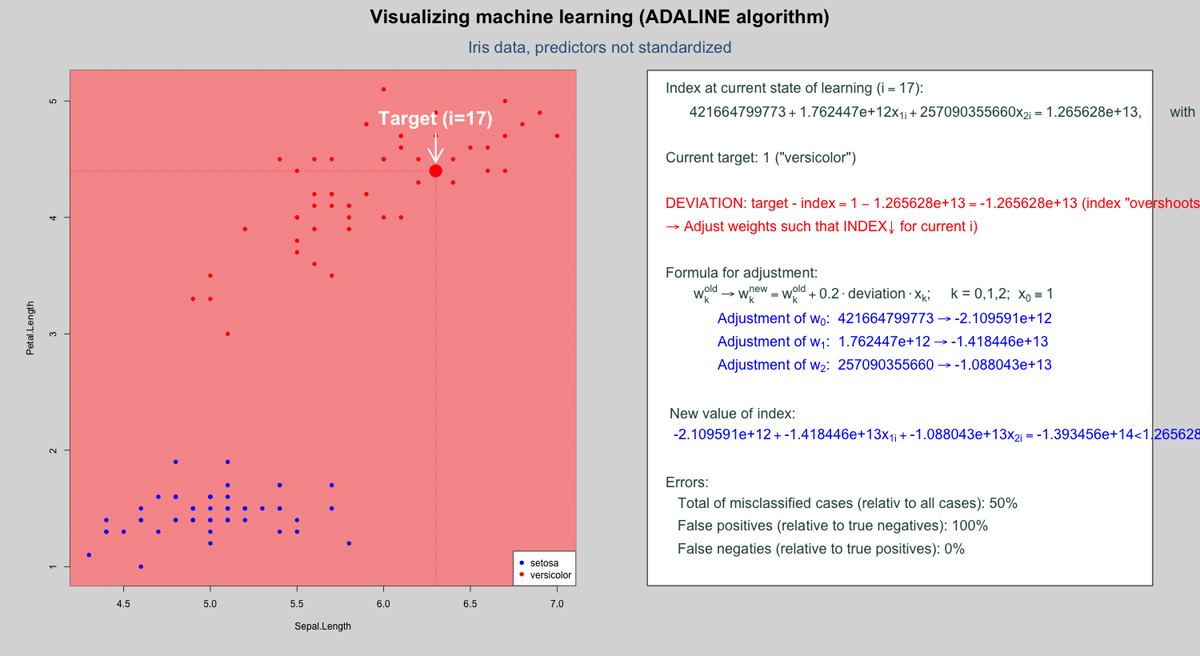 Visualizing machine learning (ADALINE algorithm)
Iris data, predictors not standardized
Target (i=17)
5
4
3
2
1
Petal.Length
4.5 5.0 5.5 6.0 6.5 7.0
Sepal.Length
setosa
versicolor
Index at current state of learning (i = 17):
421664799773 + 1.762447e+12x₁ᵢ + 257090355660x₂ᵢ = 1.265628e+13, with
Current target: 1 ("versicolor")
DEVIATION: target - index = 1 − 1.265628e+13 = -1.265628e+13 (index "overshoots
→ Adjust weights such that INDEX↓ for current i)
Formula for adjustment:
wₖᵒˡᵈ → wₖⁿᵉʷ = wₖᵒˡᵈ + 0.2 · deviation · xₖ; k = 0,1,2; x₀ ≡ 1
Adjustment of w₀: 421664799773 → -2.109591e+12
Adjustment of w₁: 1.762447e+12 → -1.418446e+13
Adjustment of w₂: 257090355660 → -1.088043e+13
New value of index:
-2.109591e+12 + -1.418446e+13x₁ᵢ + -1.088043e+13x₂ᵢ = -1.393456e+14<1.265628
Errors:
Total of misclassified cases (relativ to all cases): 50%
False positives (relative to true negatives): 100%
False negaties (relative to true positives): 0%